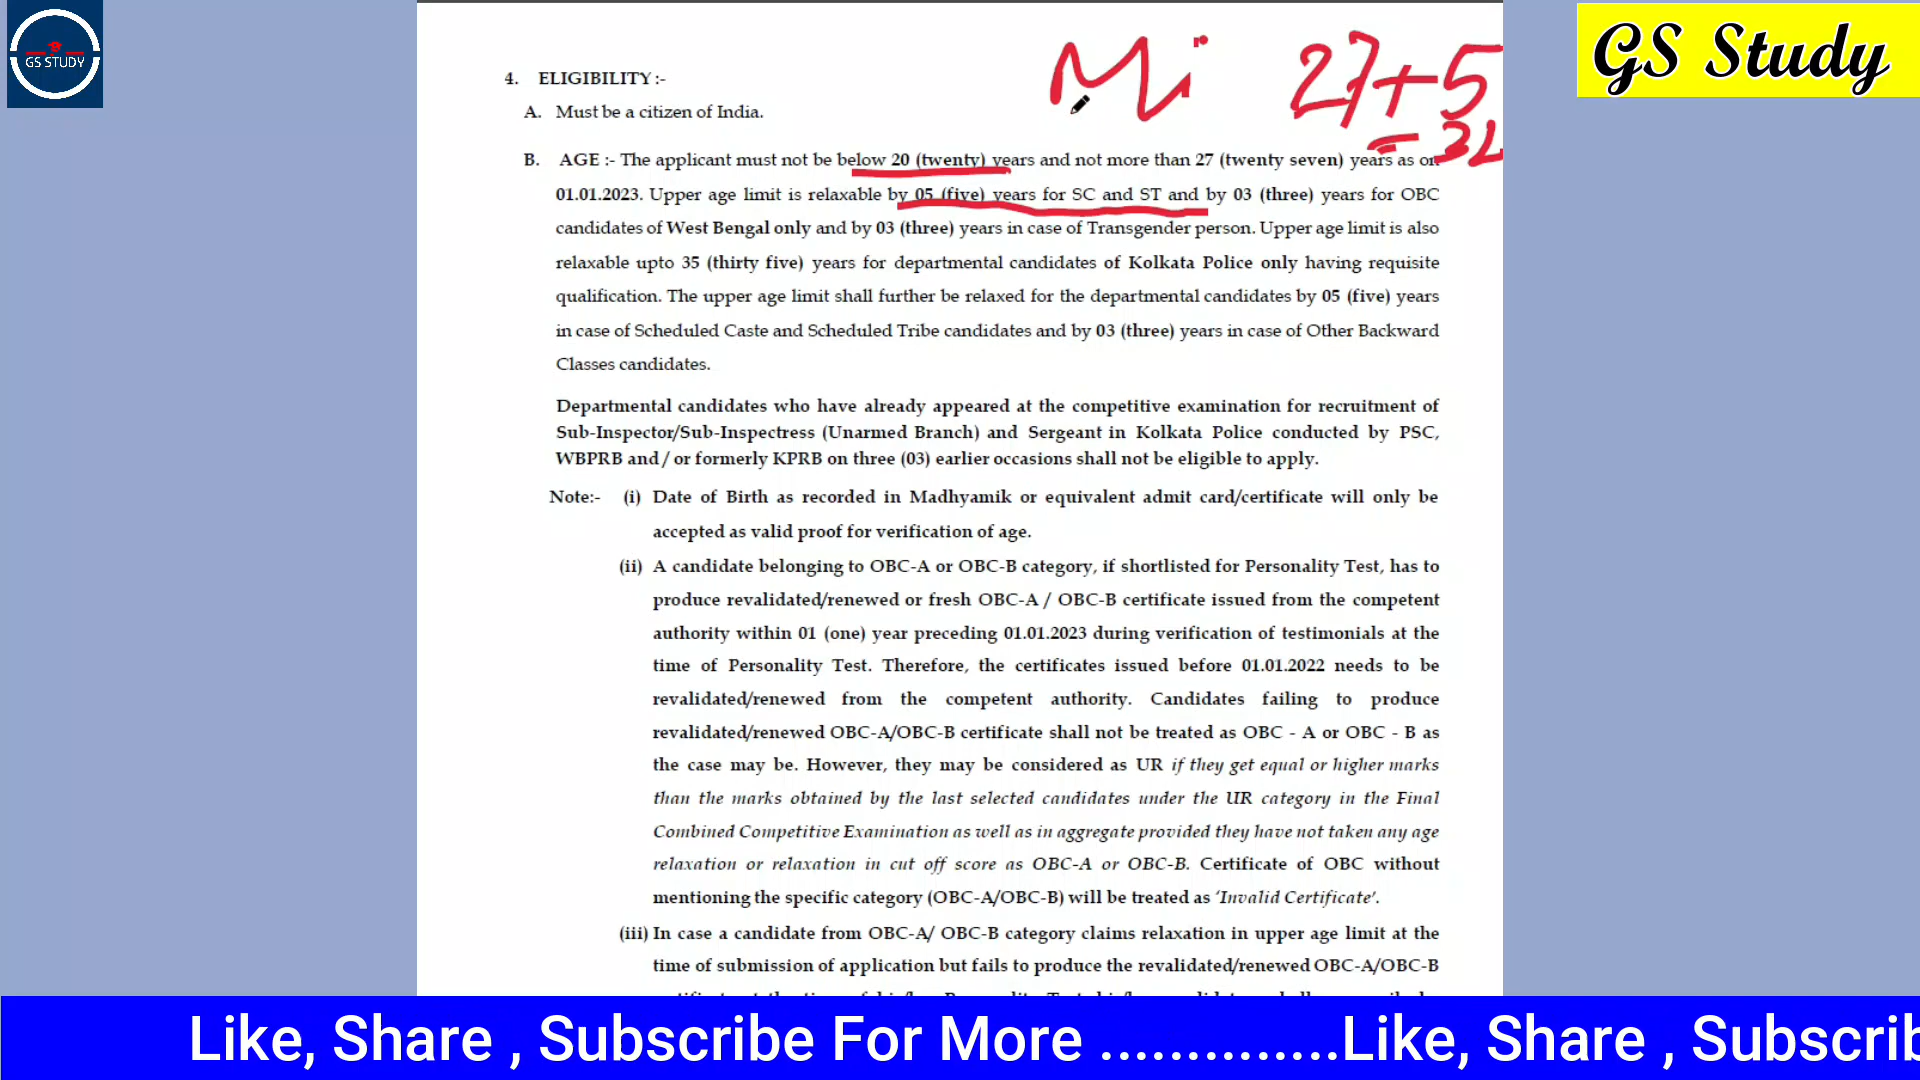 GS STUDY
GS Study
Mi 27+5
= 32
4. ELIGIBILITY :-
A. Must be a citizen of India.
B. AGE :- The applicant must not be below 20 (twenty) years and not more than 27 (twenty seven) years as on
01.01.2023. Upper age limit is relaxable by 05 (five) years for SC and ST and by 03 (three) years for OBC
candidates of West Bengal only and by 03 (three) years in case of Transgender person. Upper age limit is also
relaxable upto 35 (thirty five) years for departmental candidates of Kolkata Police only having requisite
qualification. The upper age limit shall further be relaxed for the departmental candidates by 05 (five) years
in case of Scheduled Caste and Scheduled Tribe candidates and by 03 (three) years in case of Other Backward
Classes candidates.
Departmental candidates who have already appeared at the competitive examination for recruitment of
Sub-Inspector/Sub-Inspectress (Unarmed Branch) and Sergeant in Kolkata Police conducted by PSC,
WBPRB and / or formerly KPRB on three (03) earlier occasions shall not be eligible to apply.
Note:- (i) Date of Birth as recorded in Madhyamik or equivalent admit card/certificate will only be
accepted as valid proof for verification of age.
(ii) A candidate belonging to OBC-A or OBC-B category, if shortlisted for Personality Test, has to
produce revalidated/renewed or fresh OBC-A / OBC-B certificate issued from the competent
authority within 01 (one) year preceding 01.01.2023 during verification of testimonials at the
time of Personality Test. Therefore, the certificates issued before 01.01.2022 needs to be
revalidated/renewed from the competent authority. Candidates failing to produce
revalidated/renewed OBC-A/OBC-B certificate shall not be treated as OBC - A or OBC - B as
the case may be. However, they may be considered as UR if they get equal or higher marks
than the marks obtained by the last selected candidates under the UR category in the Final
Combined Competitive Examination as well as in aggregate provided they have not taken any age
relaxation or relaxation in cut off score as OBC-A or OBC-B. Certificate of OBC without
mentioning the specific category (OBC-A/OBC-B) will be treated as ‘Invalid Certificate’.
(iii) In case a candidate from OBC-A/ OBC-B category claims relaxation in upper age limit at the
time of submission of application but fails to produce the revalidated/renewed OBC-A/OBC-B
Like, Share , Subscribe For More ..............Like, Share , Subscrib